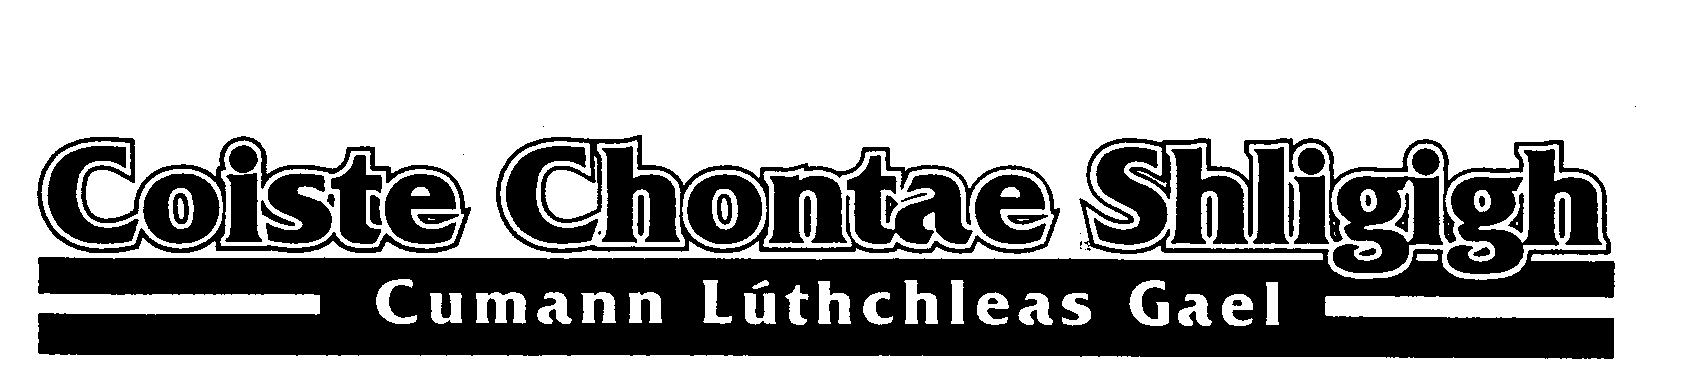 Coiste Chontae Shligigh
Cumann Lúthchleas Gael